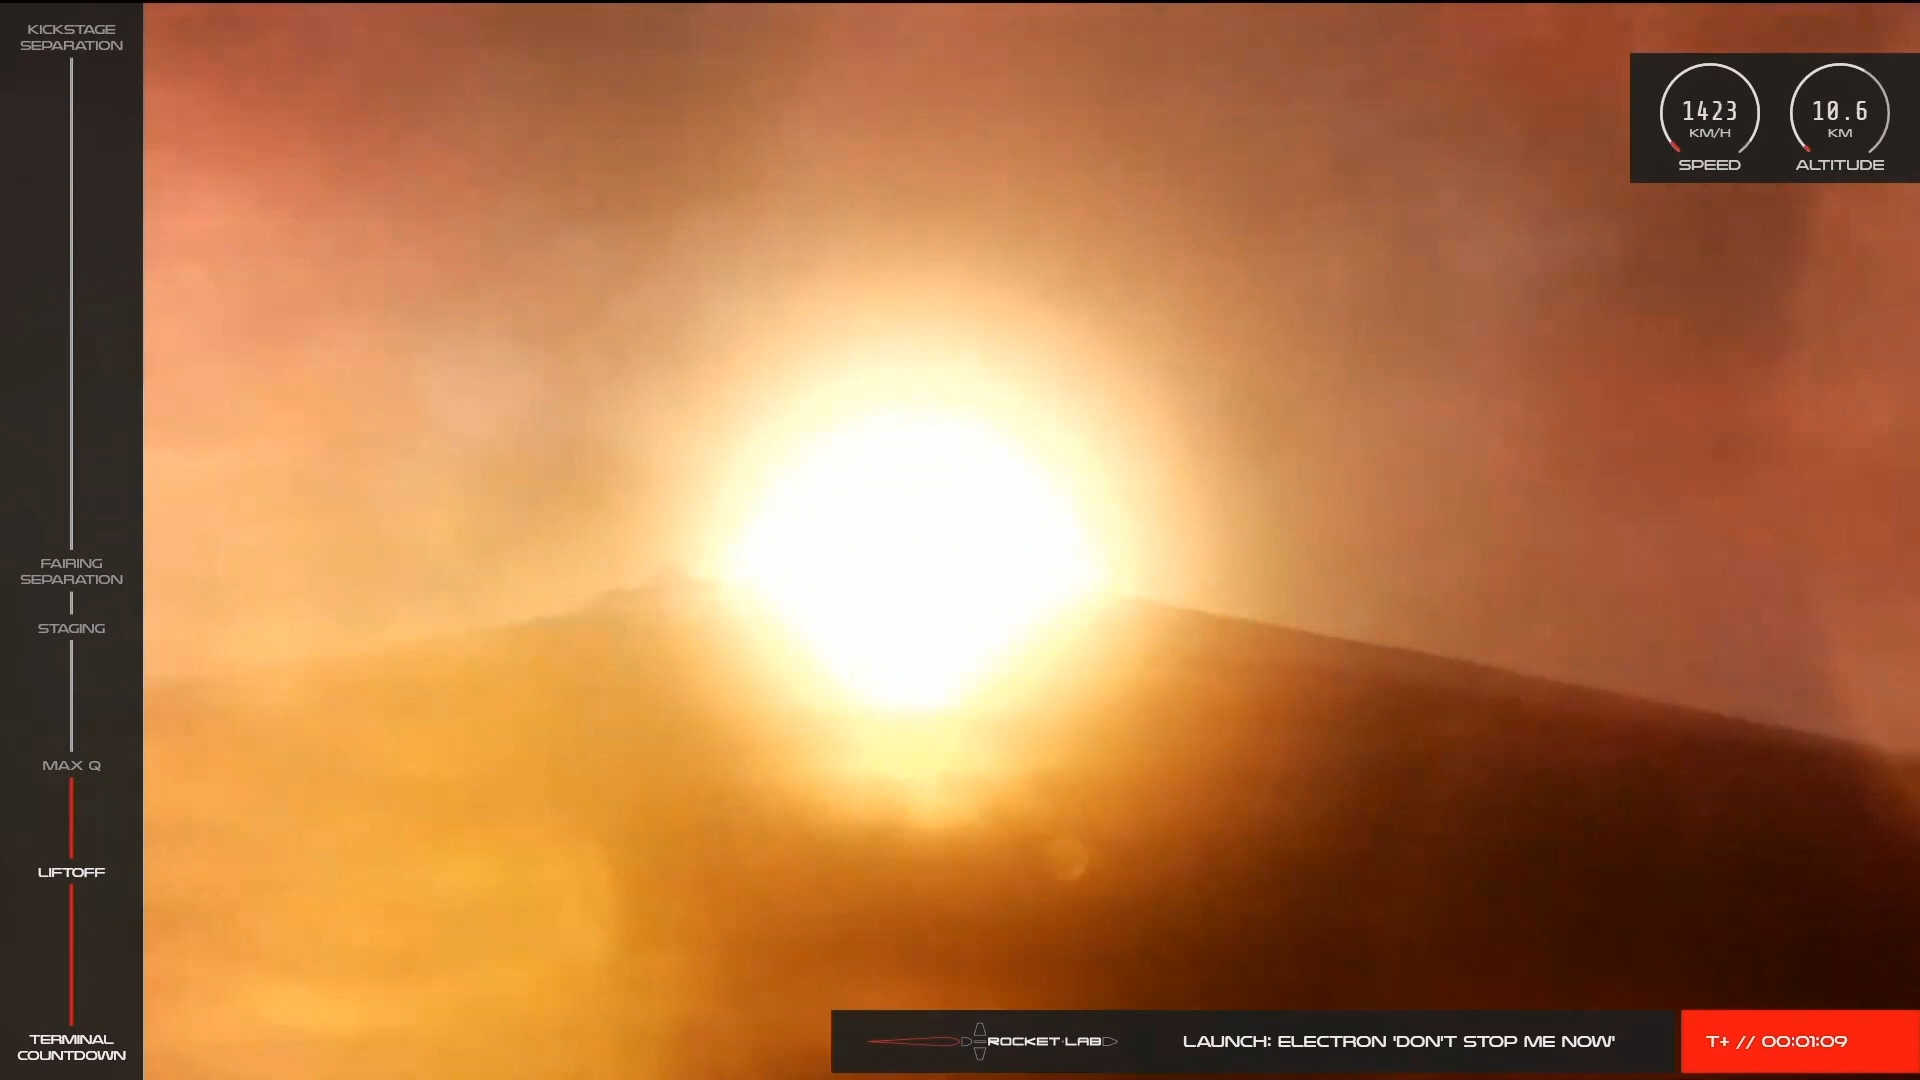 KICKSTAGE
SEPARATION
1423
KM/H
SPEED
10.6
KM
ALTITUDE
FAIRING
SEPARATION
STAGING
MAX Q
LIFTOFF
TERMINAL
COUNTDOWN
ROCKET LAB
LAUNCH: ELECTRON 'DON'T STOP ME NOW'
T+ // 00:01:09